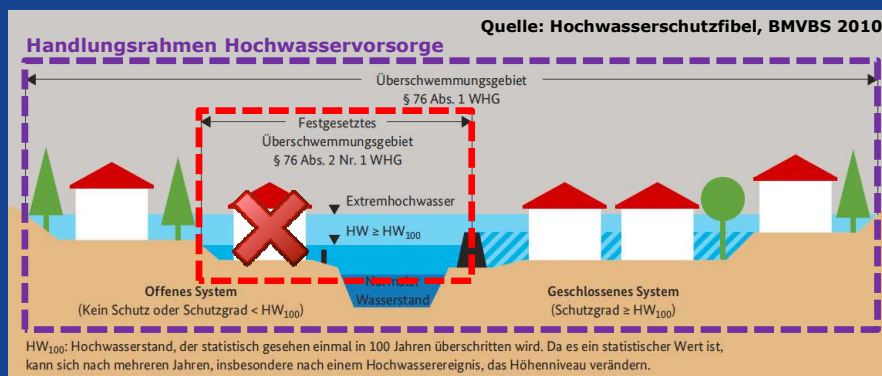 Quelle: Hochwasserschutzfibel, BMVBS 2010
Handlungsrahmen Hochwasservorsorge
Überschwemmungsgebiet
§ 76 Abs. 1 WHG
Festgesetztes
Überschwemmungsgebiet
§ 76 Abs. 2 Nr. 1 WHG
Extremhochwasser
HW ≥ HW₁₀₀
Normaler
Wasserstand
Offenes System
(Kein Schutz oder Schutzgrad < HW₁₀₀)
Geschlossenes System
(Schutzgrad ≥ HW₁₀₀)
HW₁₀₀: Hochwasserstand, der statistisch gesehen einmal in 100 Jahren überschritten wird. Da es ein statistischer Wert ist,
kann sich nach mehreren Jahren, insbesondere nach einem Hochwasserereignis, das Höhenniveau verändern.